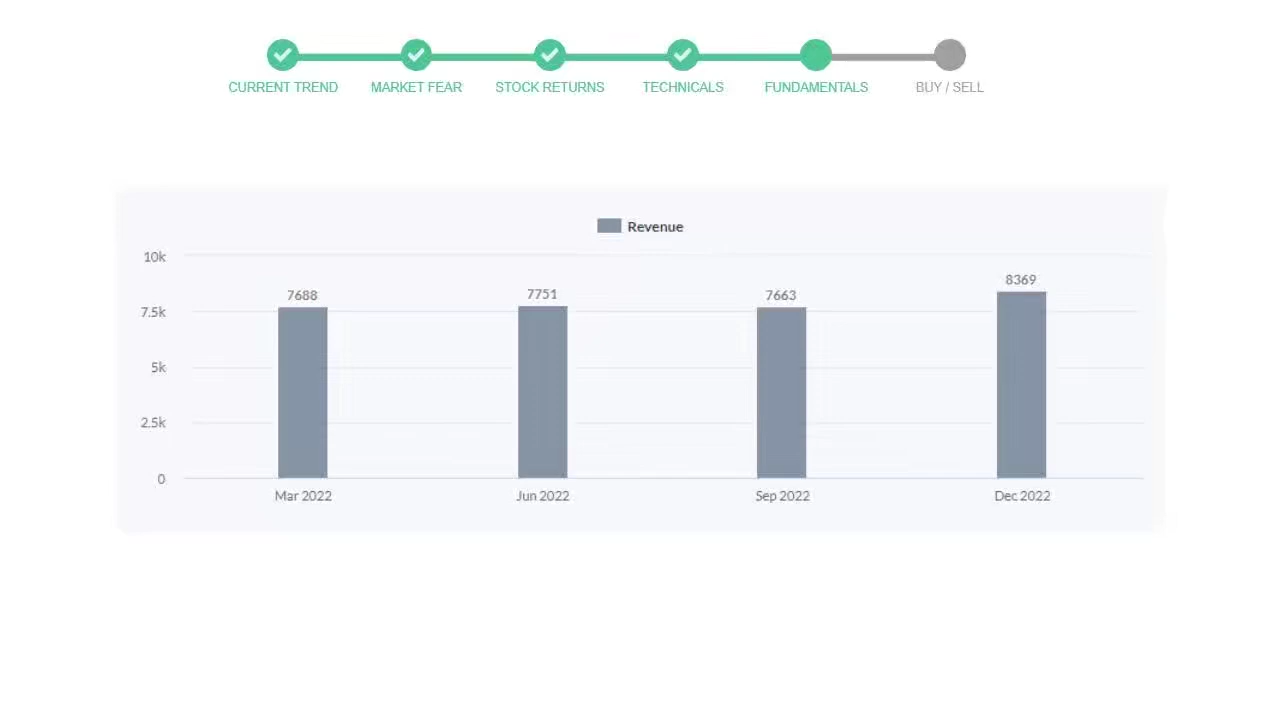 CURRENT TREND MARKET FEAR STOCK RETURNS TECHNICALS FUNDAMENTALS BUY / SELL
Revenue
10k
7.5k
5k
2.5k
0
7688 7751 7663 8369
Mar 2022 Jun 2022 Sep 2022 Dec 2022